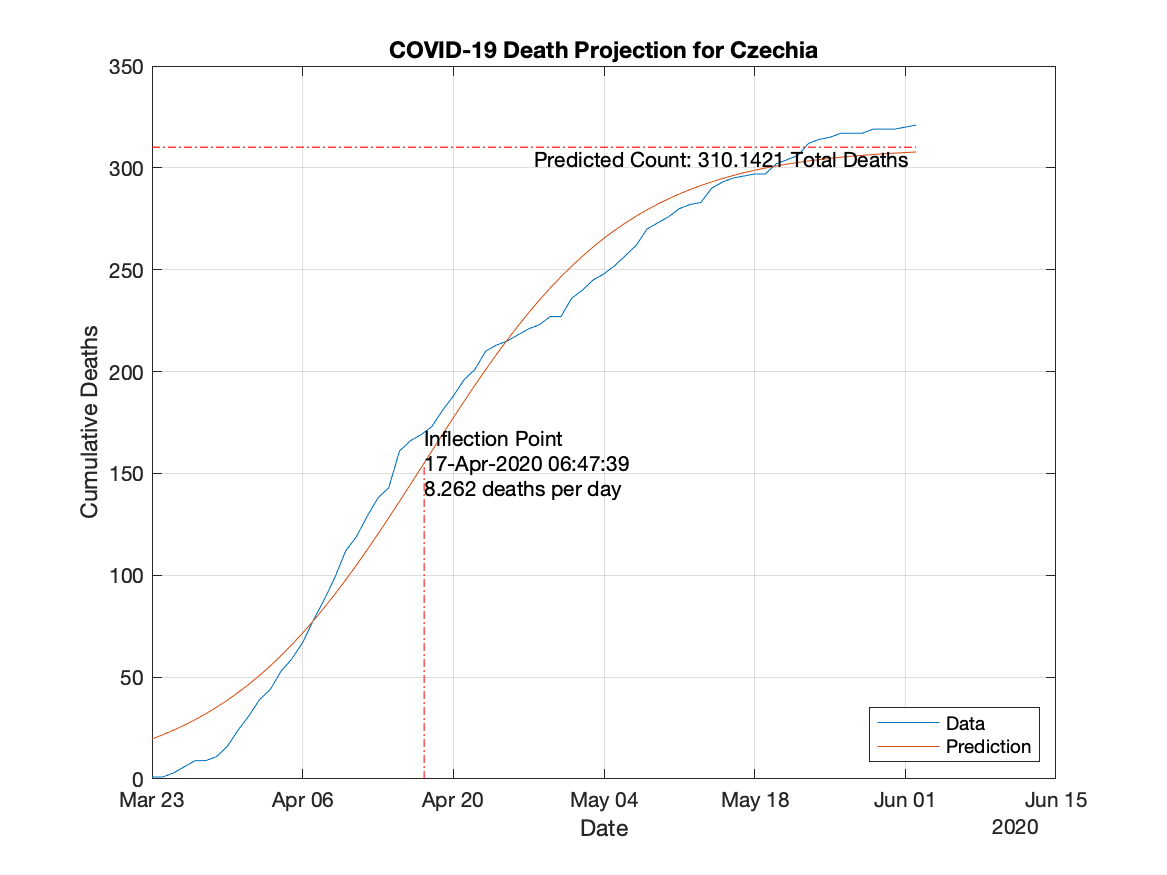 COVID-19 Death Projection for Czechia
350
300
250
200
150
100
50
0
Cumulative Deaths
Predicted Count: 310.1421 Total Deaths
Inflection Point
17-Apr-2020 06:47:39
8.262 deaths per day
Data
Prediction
Mar 23 Apr 06 Apr 20 May 04 May 18 Jun 01 Jun 15
Date
2020